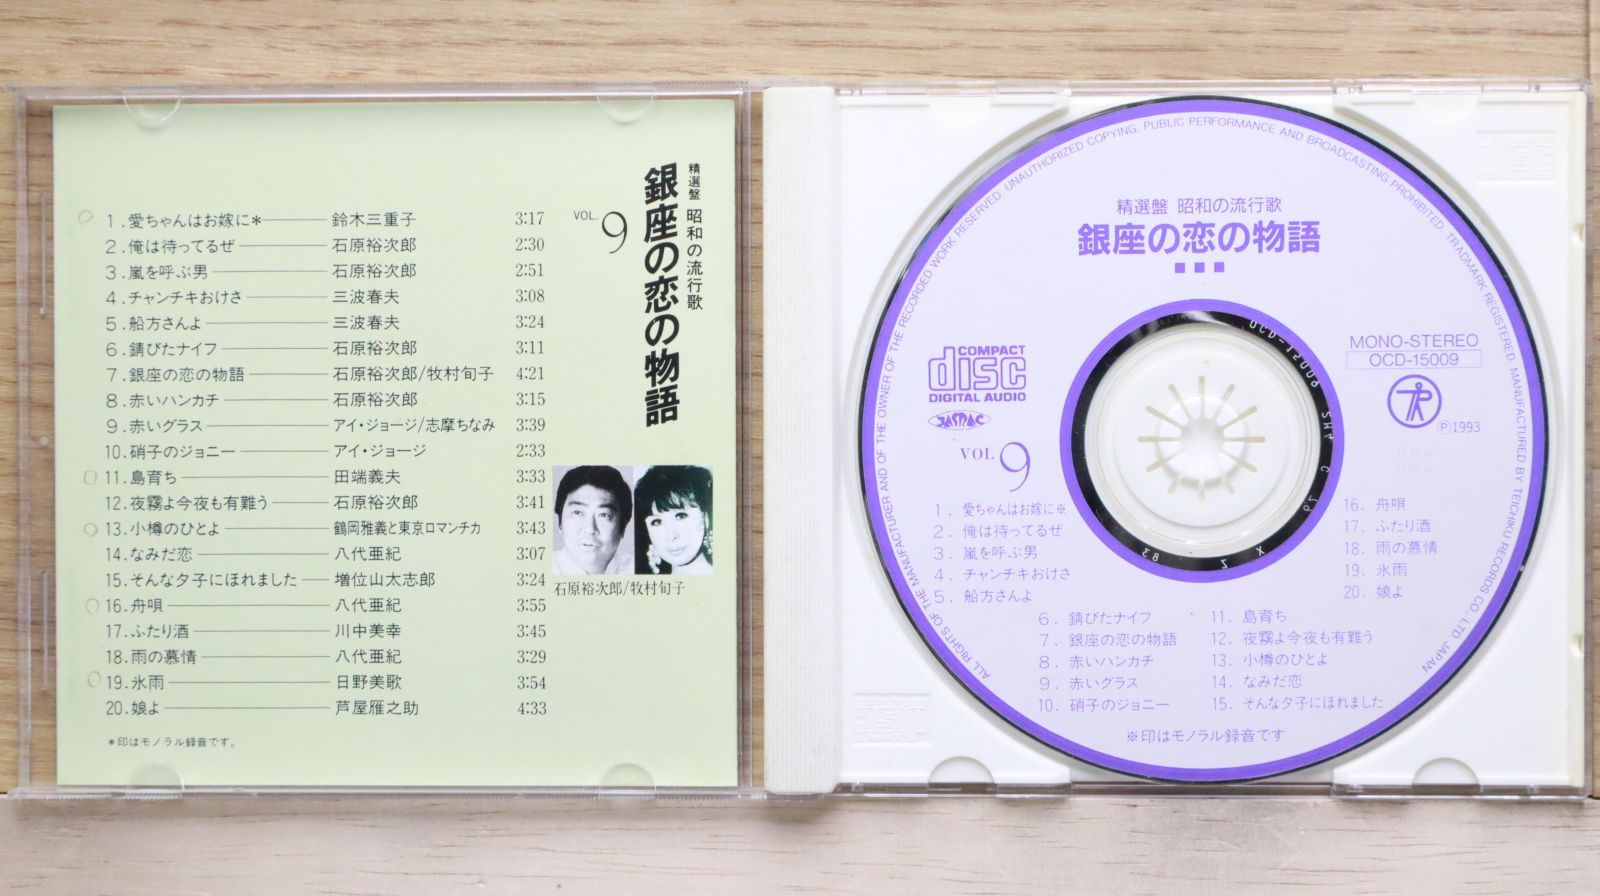 精選盤 昭和の流行歌
銀座の恋の物語
VOL. 9
1.愛ちゃんはお嫁に*――鈴木三重子 3:17
2.俺は待ってるぜ――石原裕次郎 2:30
3.嵐を呼ぶ男――石原裕次郎 2:51
4.チャンチキおけさ――三波春夫 3:08
5.船方さんよ――三波春夫 3:24
6.錆びたナイフ――石原裕次郎 3:11
7.銀座の恋の物語――石原裕次郎/牧村旬子 4:21
8.赤いハンカチ――石原裕次郎 3:15
9.赤いグラス――アイ・ジョージ/志摩ちなみ 3:39
10.硝子のジョニー――アイ・ジョージ 2:33
11.島育ち――田端義夫 3:33
12.夜霧よ今夜も有難う――石原裕次郎 3:41
13.小樽のひとよ――鶴岡雅義と東京ロマンチカ 3:43
14.なみだ恋――八代亜紀 3:07
15.そんな夕子にほれました――増位山太志郎 3:24
16.舟唄――八代亜紀 3:55
17.ふたり酒――川中美幸 3:45
18.雨の慕情――八代亜紀 3:29
19.氷雨――日野美歌 3:54
20.娘よ――芦屋雁之助 4:33
*印はモノラル録音です。
石原裕次郎/牧村旬子
ALL RIGHTS OF THE MANUFACTURER AND OF THE OWNER OF THE RECORDED WORK RESERVED. UNAUTHORIZED COPYING. PUBLIC PERFORMANCE AND BROADCASTING PROHIBITED. TRADMARK REGISTERED. MANUFACTURED BY TEICHIKU RECORDS CO., LTD. JAPAN
精選盤 昭和の流行歌
銀座の恋の物語
COMPACT
disc
DIGITAL AUDIO
JASRAC
MONO-STEREO
OCD-15009
Ⓟ1993
VOL 9
1. 愛ちゃんはお嫁に※
2. 俺は待ってるぜ
3. 嵐を呼ぶ男
4. チャンチキおけさ
5. 船方さんよ
6. 錆びたナイフ
7. 銀座の恋の物語
8. 赤いハンカチ
9. 赤いグラス
10. 硝子のジョニー
11. 島育ち
12. 夜霧よ今夜も有難う
13. 小樽のひとよ
14. なみだ恋
15. そんな夕子にほれました
16. 舟唄
17. ふたり酒
18. 雨の慕情
19. 氷雨
20. 娘よ
※印はモノラル録音です